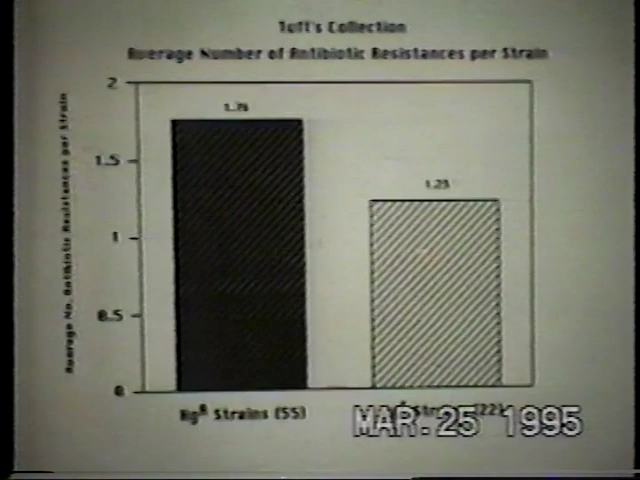 Tuft's Collection
Average Number of Antibiotic Resistances per Strain
Average No. Antibiotic Resistances per Strain
2
1.5
1
0.5
0
1.76
1.23
HgR Strains (55)
(22)
MAR. 25 1995